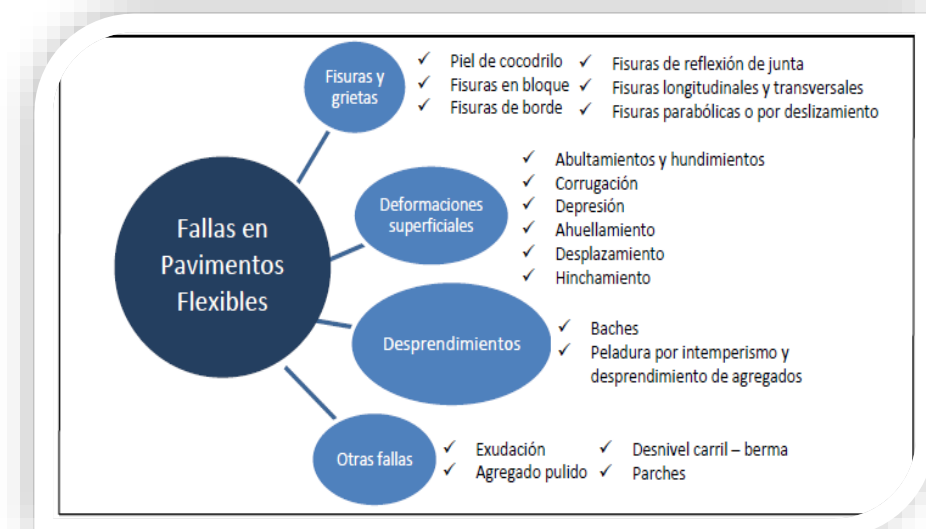 Fallas en
Pavimentos
Flexibles
Fisuras y
grietas
✓ Piel de cocodrilo
✓ Fisuras en bloque
✓ Fisuras de borde
✓ Fisuras de reflexión de junta
✓ Fisuras longitudinales y transversales
✓ Fisuras parabólicas o por deslizamiento
Deformaciones
superficiales
✓ Abultamientos y hundimientos
✓ Corrugación
✓ Depresión
✓ Ahuellamiento
✓ Desplazamiento
✓ Hinchamiento
Desprendimientos
✓ Baches
✓ Peladura por intemperismo y
desprendimiento de agregados
Otras fallas
✓ Exudación
✓ Agregado pulido
✓ Desnivel carril – berma
✓ Parches